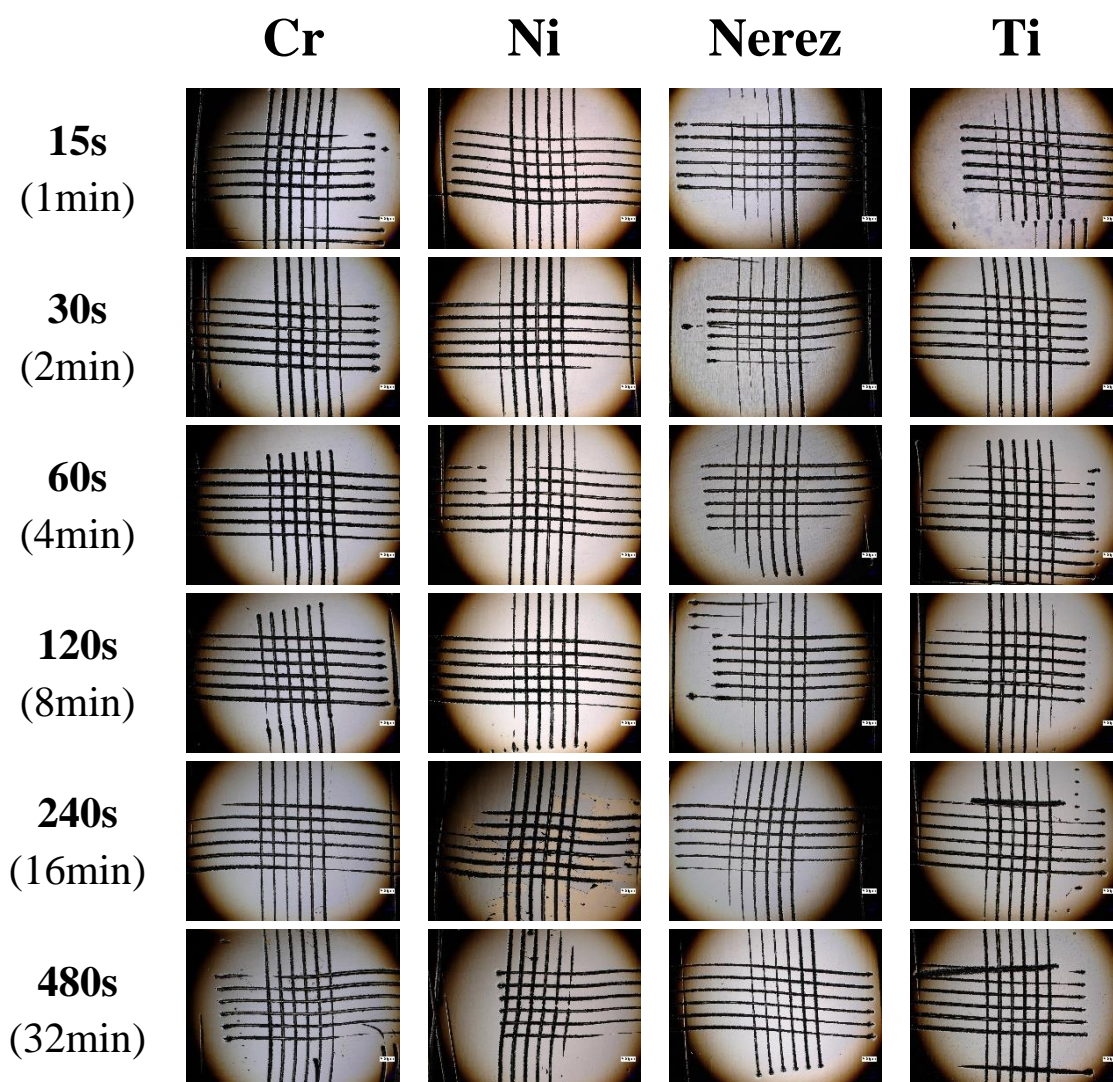 Cr Ni Nerez Ti
15s
(1min)
30s
(2min)
60s
(4min)
120s
(8min)
240s
(16min)
480s
(32min)